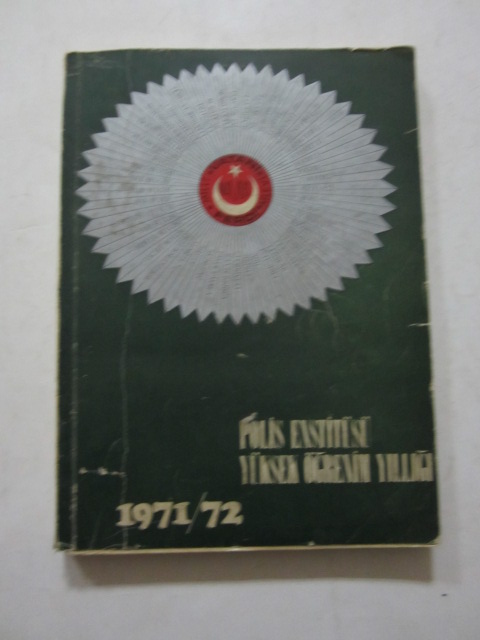 POLİS ENSTİTÜSÜ
YÜKSEK ÖĞRENİM YILLIĞI
1971/72